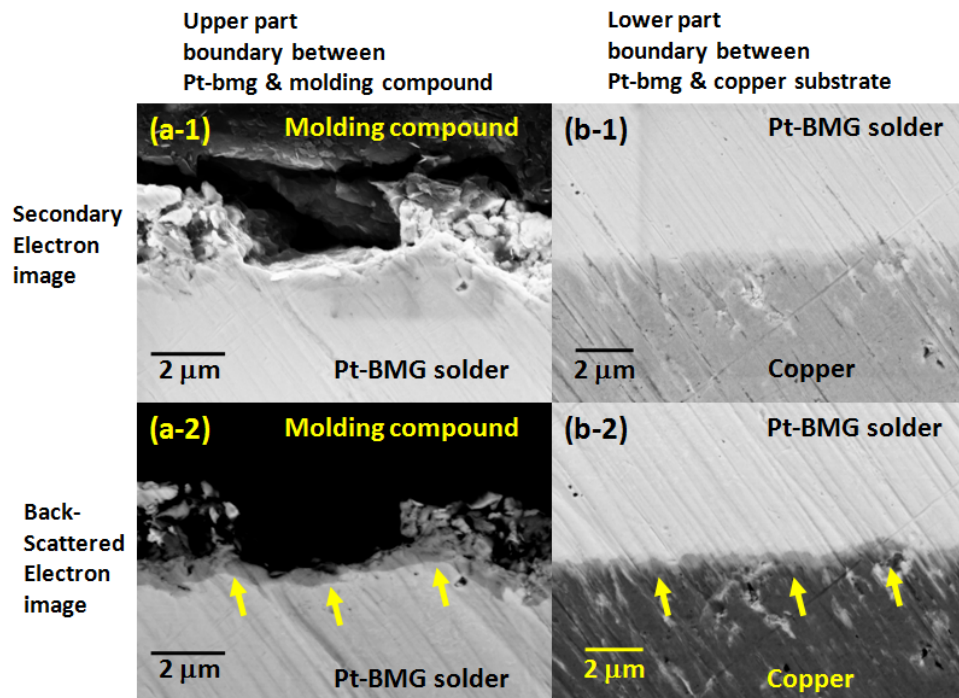 Upper part
boundary between
Pt-bmg & molding compound
Lower part
boundary between
Pt-bmg & copper substrate
Secondary
Electron
image
(a-1)
Molding compound
2 μm
Pt-BMG solder
(b-1)
Pt-BMG solder
2 μm
Copper
Back-
Scattered
Electron
image
(a-2)
Molding compound
2 μm
Pt-BMG solder
(b-2)
Pt-BMG solder
2 μm
Copper